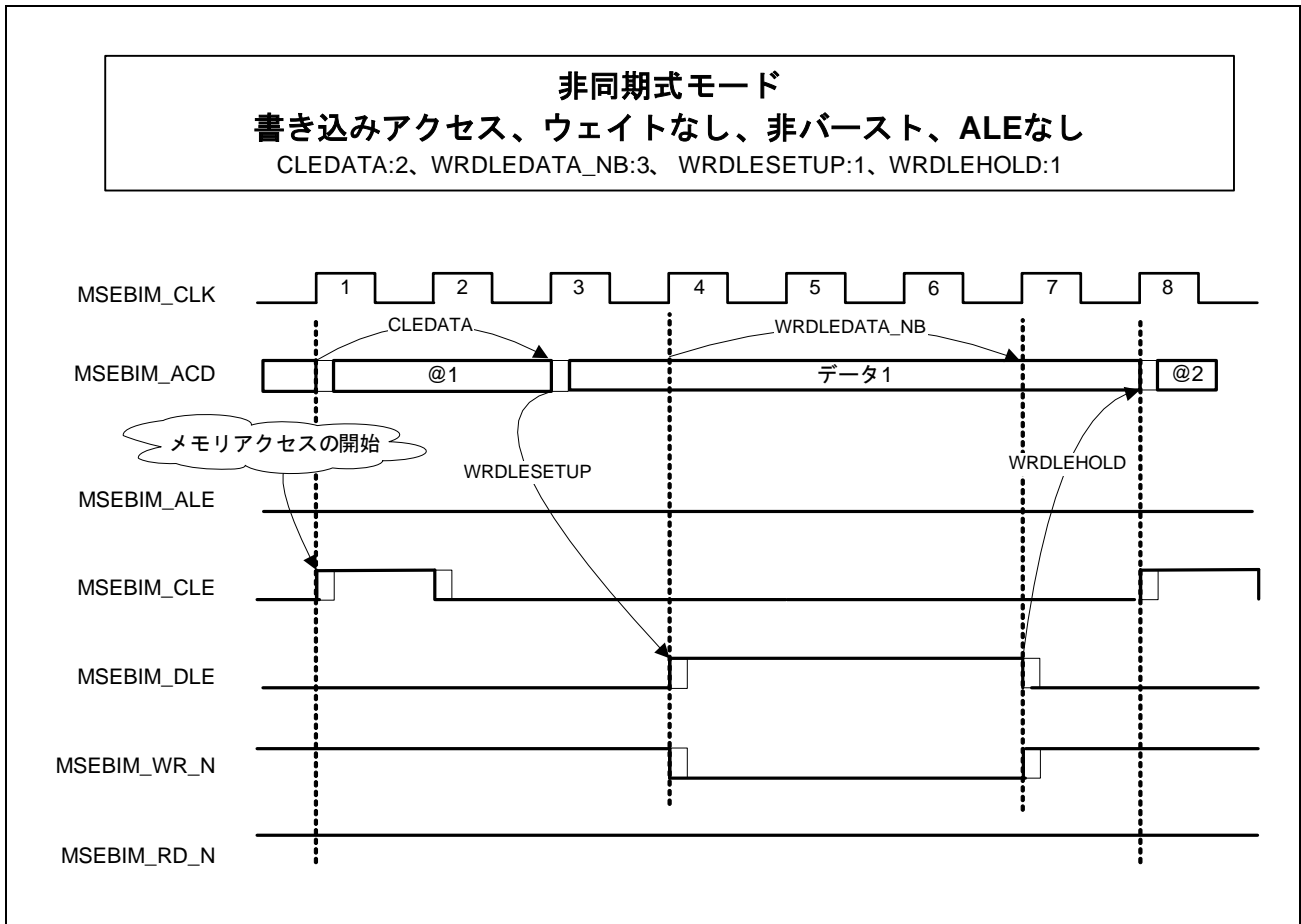 非同期式モード
書き込みアクセス、ウェイトなし、非バースト、ALEなし
CLEDATA:2、WRDLEDATA_NB:3、 WRDLESETUP:1、WRDLEHOLD:1
MSEBIM_CLK 1 2 3 4 5 6 7 8
CLEDATA WRDLEDATA_NB
MSEBIM_ACD @1 データ1 @2
メモリアクセスの開始
WRDLESETUP WRDLEHOLD
MSEBIM_ALE
MSEBIM_CLE
MSEBIM_DLE
MSEBIM_WR_N
MSEBIM_RD_N